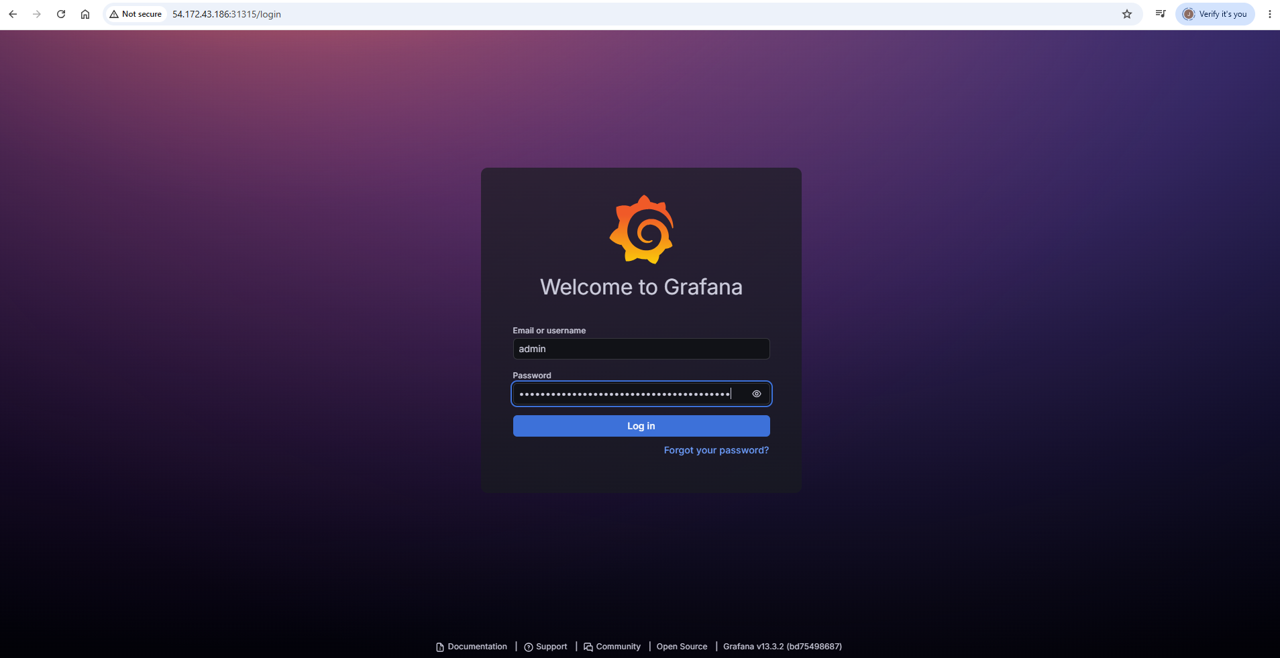 Not secure 54.172.43.186:31315/login Verify it's you
Welcome to Grafana
Email or username
admin
Password
••••••••••••••••••••••••••••••••••••••••
Log in
Forgot your password?
Documentation | Support | Community | Open Source | Grafana v13.3.2 (bd75498687)